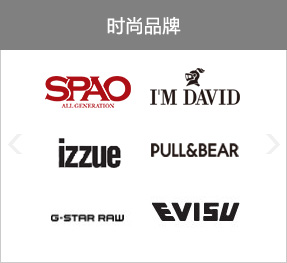 时尚品牌
SPAO
ALL GENERATION
I'M DAVID
izzue
PULL&BEAR
G-STAR RAW
EVISU